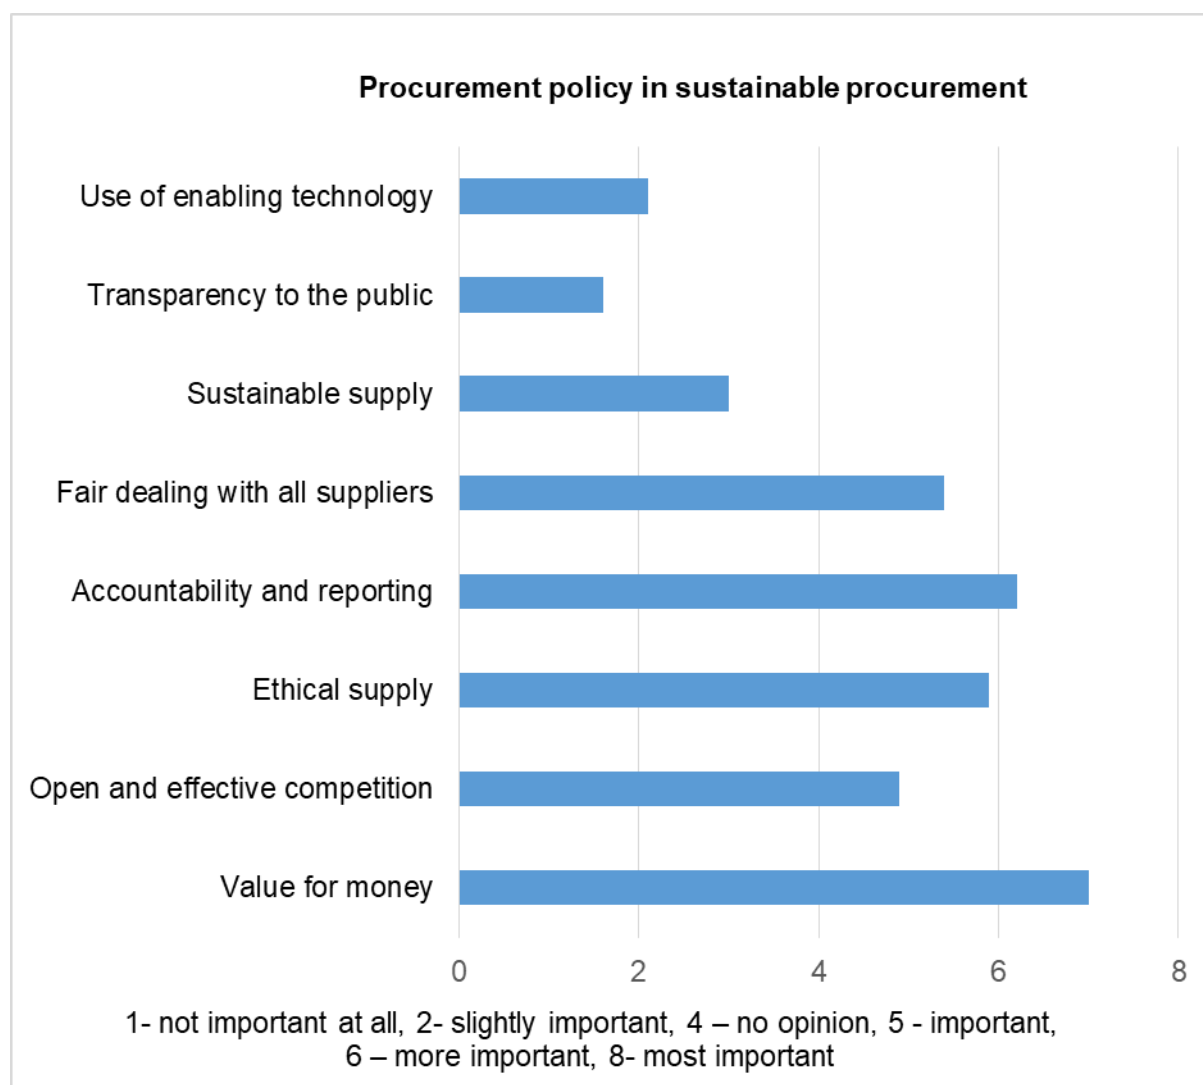 Procurement policy in sustainable procurement
Use of enabling technology
Transparency to the public
Sustainable supply
Fair dealing with all suppliers
Accountability and reporting
Ethical supply
Open and effective competition
Value for money
0 2 4 6 8
1- not important at all, 2- slightly important, 4 – no opinion, 5 - important,
6 – more important, 8- most important